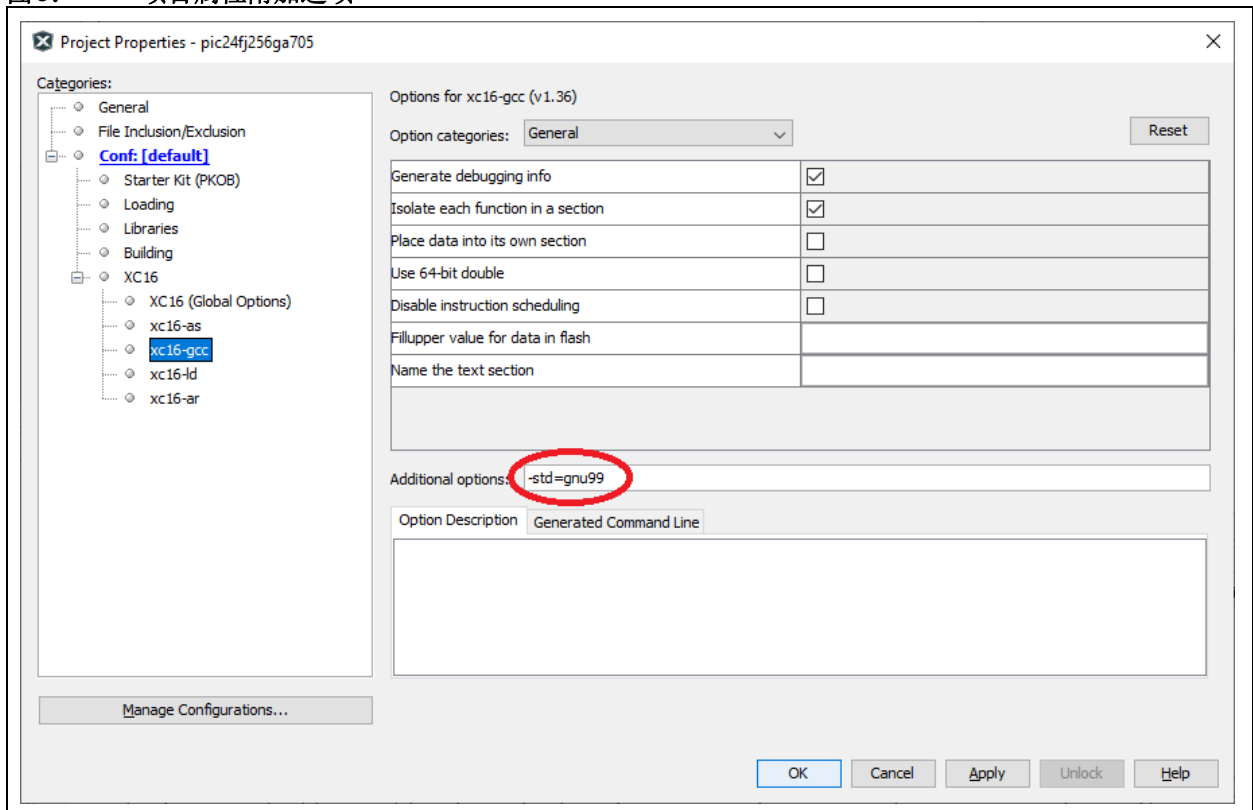 Project Properties - pic24fj256ga705
Categories:
General
File Inclusion/Exclusion
Conf: [default]
Starter Kit (PKOB)
Loading
Libraries
Building
XC16
XC16 (Global Options)
xc16-as
xc16-gcc
xc16-ld
xc16-ar
Manage Configurations...
Options for xc16-gcc (v1.36)
Option categories: General Reset
Generate debugging info
Isolate each function in a section
Place data into its own section
Use 64-bit double
Disable instruction scheduling
Fillupper value for data in flash
Name the text section
Additional options: -std=gnu99
Option Description Generated Command Line
OK Cancel Apply Unlock Help